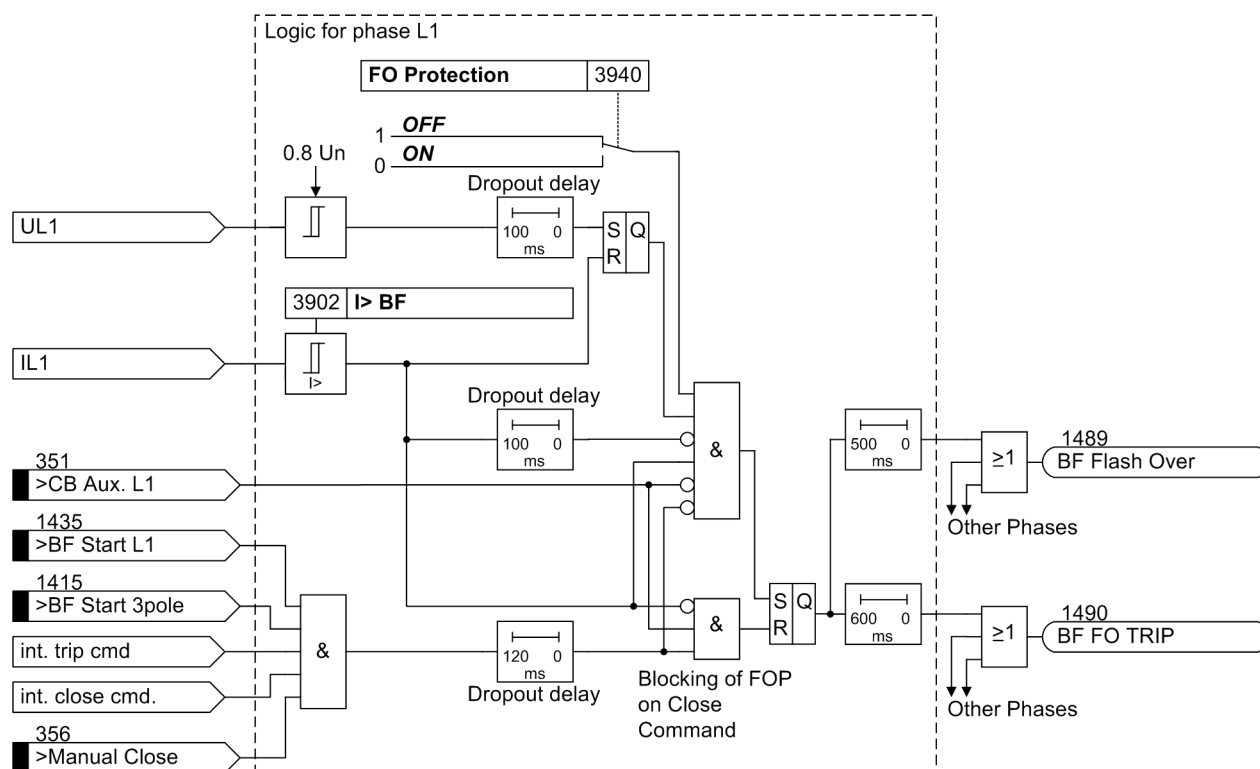 Logic for phase L1
FO Protection 3940
1 OFF
0 ON
0.8 Un
Dropout delay
100 0
ms
S Q
R
UL1
3902 I> BF
IL1
I>
Dropout delay
100 0
ms
&
351
>CB Aux. L1
1435
>BF Start L1
1415
>BF Start 3pole
int. trip cmd
int. close cmd.
356
>Manual Close
&
120 0
ms
Dropout delay
&
Blocking of FOP
on Close
Command
S Q
R
500 0
ms
600 0
ms
≥1
1489
BF Flash Over
Other Phases
≥1
1490
BF FO TRIP
Other Phases